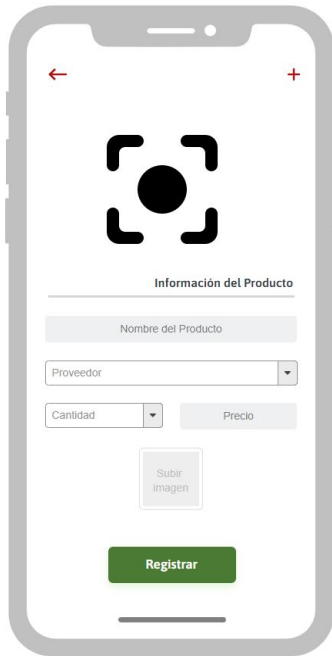 Información del Producto
Nombre del Producto
Proveedor
Cantidad
Precio
Subir
imagen
Registrar